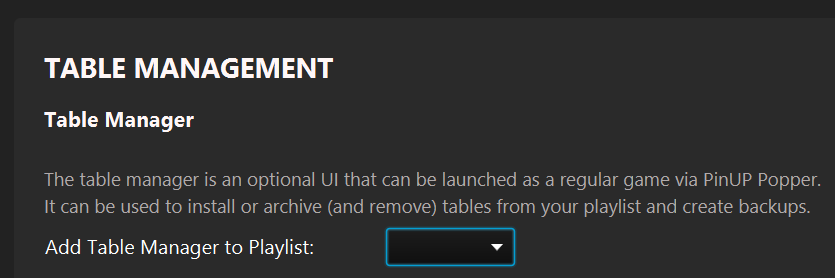 TABLE MANAGEMENT
Table Manager
The table manager is an optional UI that can be launched as a regular game via PinUP Popper.
It can be used to install or archive (and remove) tables from your playlist and create backups.
Add Table Manager to Playlist: